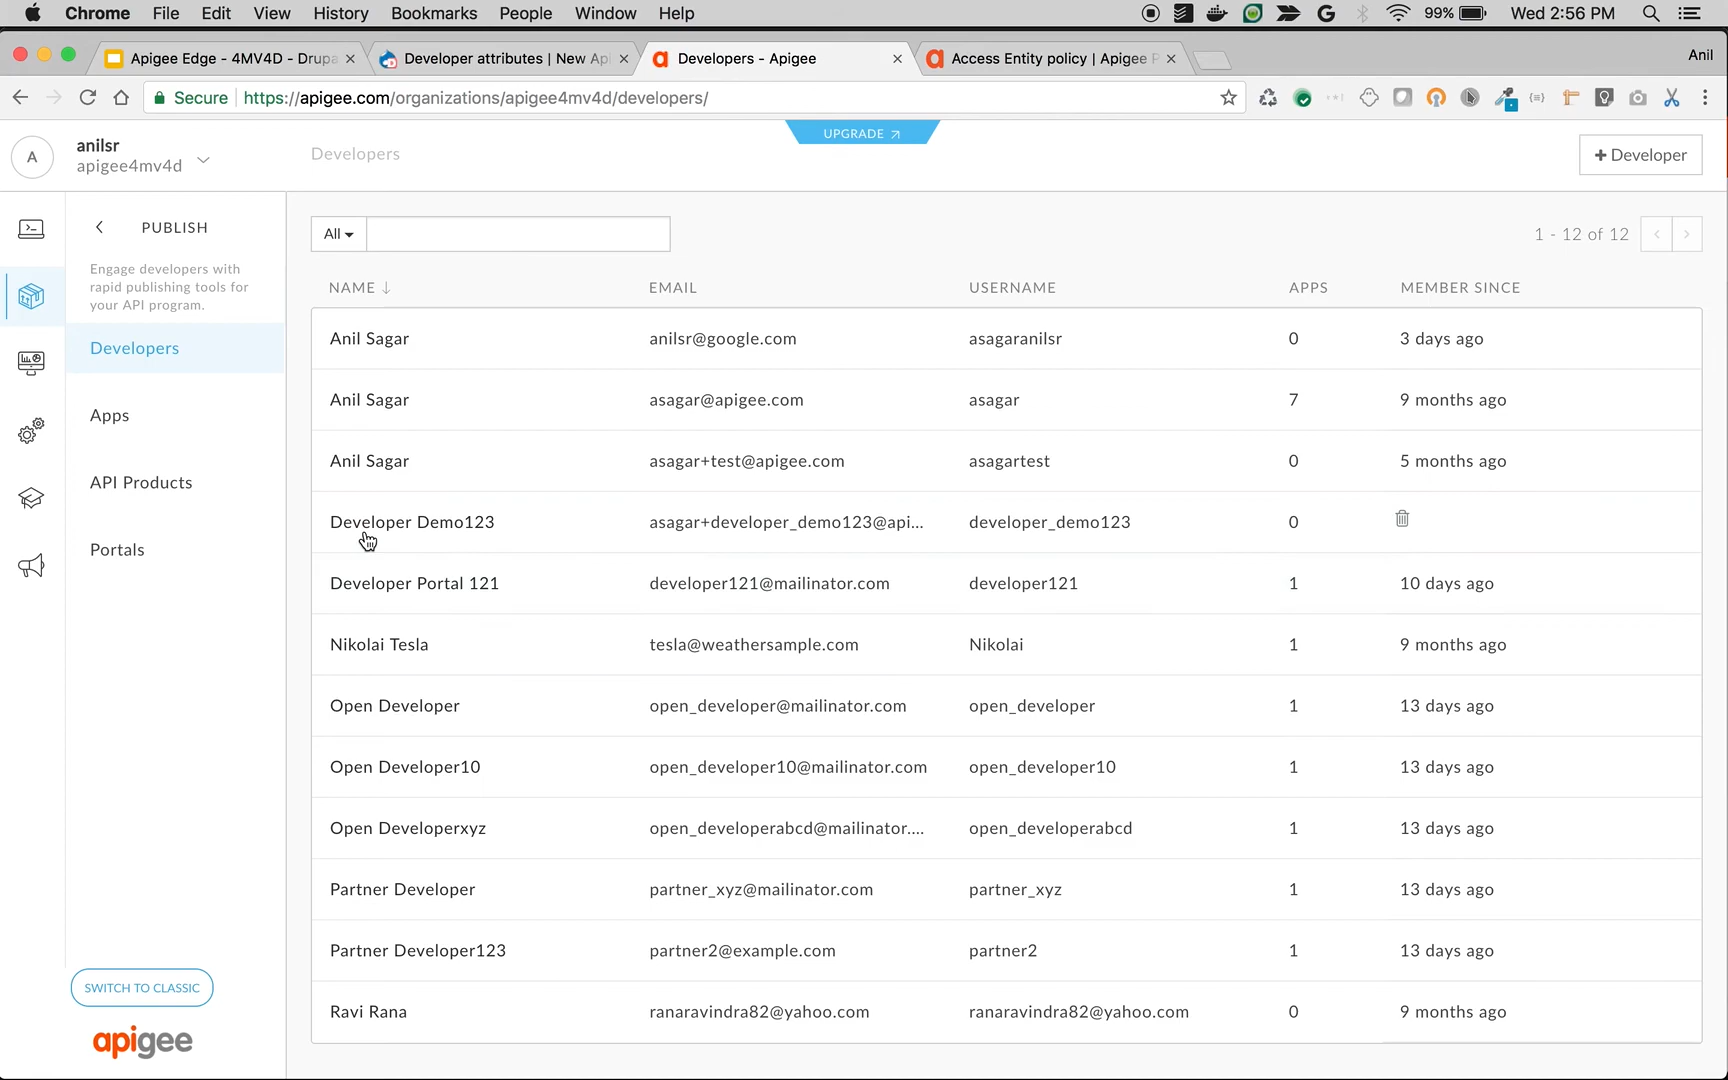 Chrome File Edit View History Bookmarks People Window Help 99% Wed 2:56 PM
Apigee Edge - 4MV4D - Drupa Developer attributes | New Api Developers - Apigee Access Entity policy | Apigee Anil
Secure https://apigee.com/organizations/apigee4mv4d/developers/
UPGRADE
A anilsr
apigee4mv4d
Developers
+ Developer
PUBLISH
Engage developers with
rapid publishing tools for
your API program.
Developers
Apps
API Products
Portals
SWITCH TO CLASSIC
apigee
All 1 - 12 of 12
NAME EMAIL USERNAME APPS MEMBER SINCE
Anil Sagar anilsr@google.com asagaranilsr 0 3 days ago
Anil Sagar asagar@apigee.com asagar 7 9 months ago
Anil Sagar asagar+test@apigee.com asagartest 0 5 months ago
Developer Demo123 asagar+developer_demo123@api... developer_demo123 0
Developer Portal 121 developer121@mailinator.com developer121 1 10 days ago
Nikolai Tesla tesla@weathersample.com Nikolai 1 9 months ago
Open Developer open_developer@mailinator.com open_developer 1 13 days ago
Open Developer10 open_developer10@mailinator.com open_developer10 1 13 days ago
Open Developerxyz open_developerabcd@mailinator.... open_developerabcd 1 13 days ago
Partner Developer partner_xyz@mailinator.com partner_xyz 1 13 days ago
Partner Developer123 partner2@example.com partner2 1 13 days ago
Ravi Rana ranaravindra82@yahoo.com ranaravindra82@yahoo.com 0 9 months ago